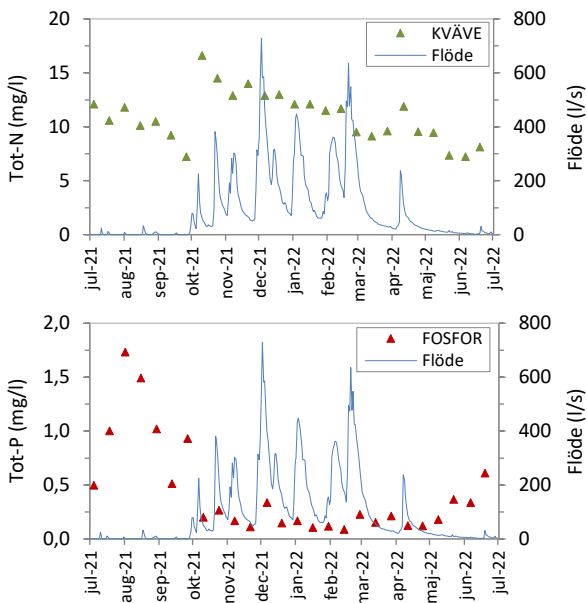 20
15
10
5
0
Tot-N (mg/l)
KVÄVE
Flöde
800
600
400
200
0
Flöde (l/s)
jul-21
aug-21
sep-21
okt-21
nov-21
dec-21
jan-22
feb-22
mar-22
apr-22
maj-22
jun-22
jul-22
2,0
1,5
1,0
0,5
0,0
Tot-P (mg/l)
FOSFOR
Flöde
800
600
400
200
0
Flöde (l/s)
jul-21
aug-21
sep-21
okt-21
nov-21
dec-21
jan-22
feb-22
mar-22
apr-22
maj-22
jun-22
jul-22